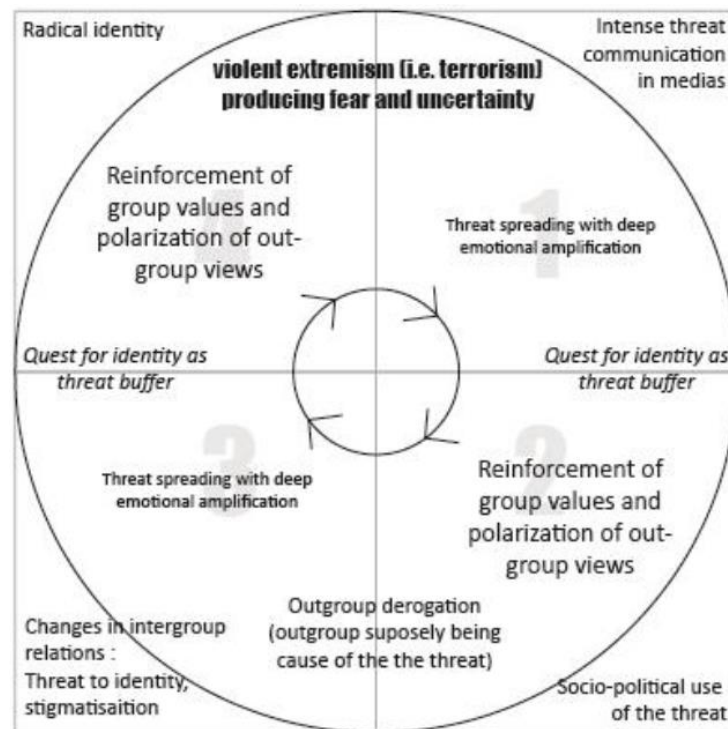 Radical identity
Intense threat
communication
in medias
violent extremism (i.e. terrorism)
producing fear and uncertainty
Reinforcement of
group values and
polarization of out-
group views
4
1
Threat spreading with deep
emotional amplification
Quest for identity as
threat buffer
Quest for identity as
threat buffer
3
Threat spreading with deep
emotional amplification
2
Reinforcement of
group values and
polarization of out-
group views
Outgroup derogation
(outgroup suposely being
cause of the the threat)
Changes in intergroup
relations :
Threat to identity,
stigmatisaition
Socio-political use
of the threat